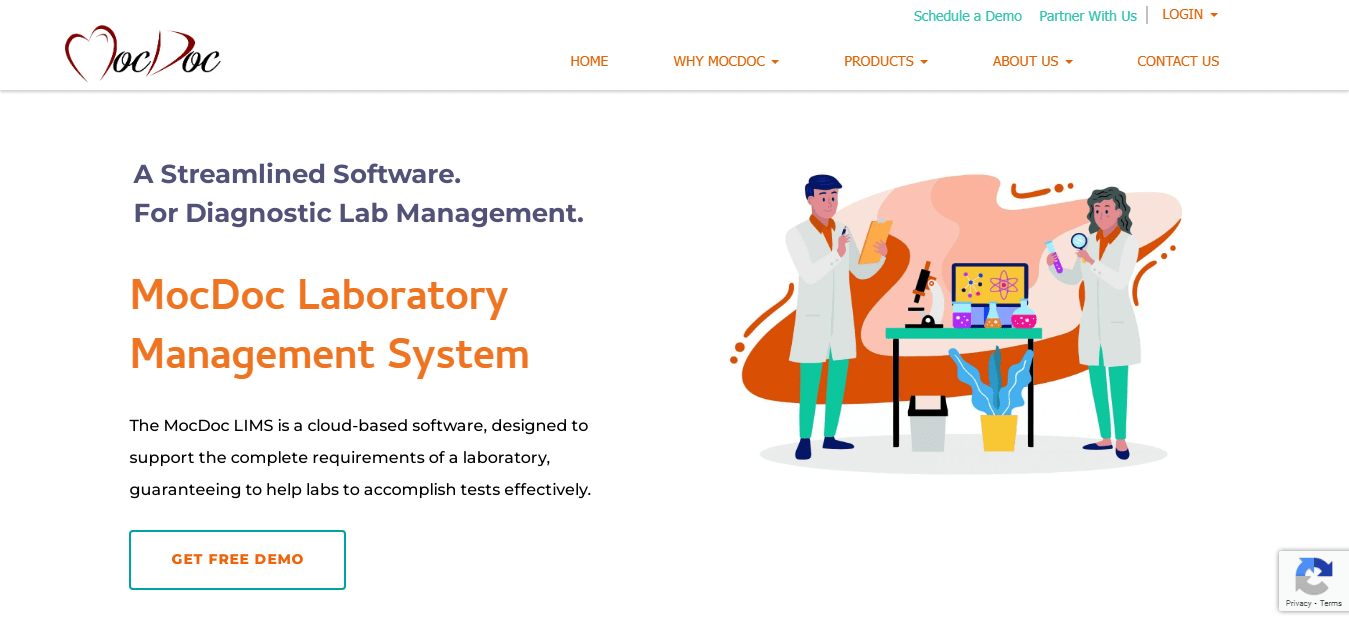 Schedule a Demo Partner With Us LOGIN
MocDoc
HOME WHY MOCDOC PRODUCTS ABOUT US CONTACT US
A Streamlined Software.
For Diagnostic Lab Management.
MocDoc Laboratory
Management System
The MocDoc LIMS is a cloud-based software, designed to
support the complete requirements of a laboratory,
guaranteeing to help labs to accomplish tests effectively.
GET FREE DEMO
Privacy - Terms